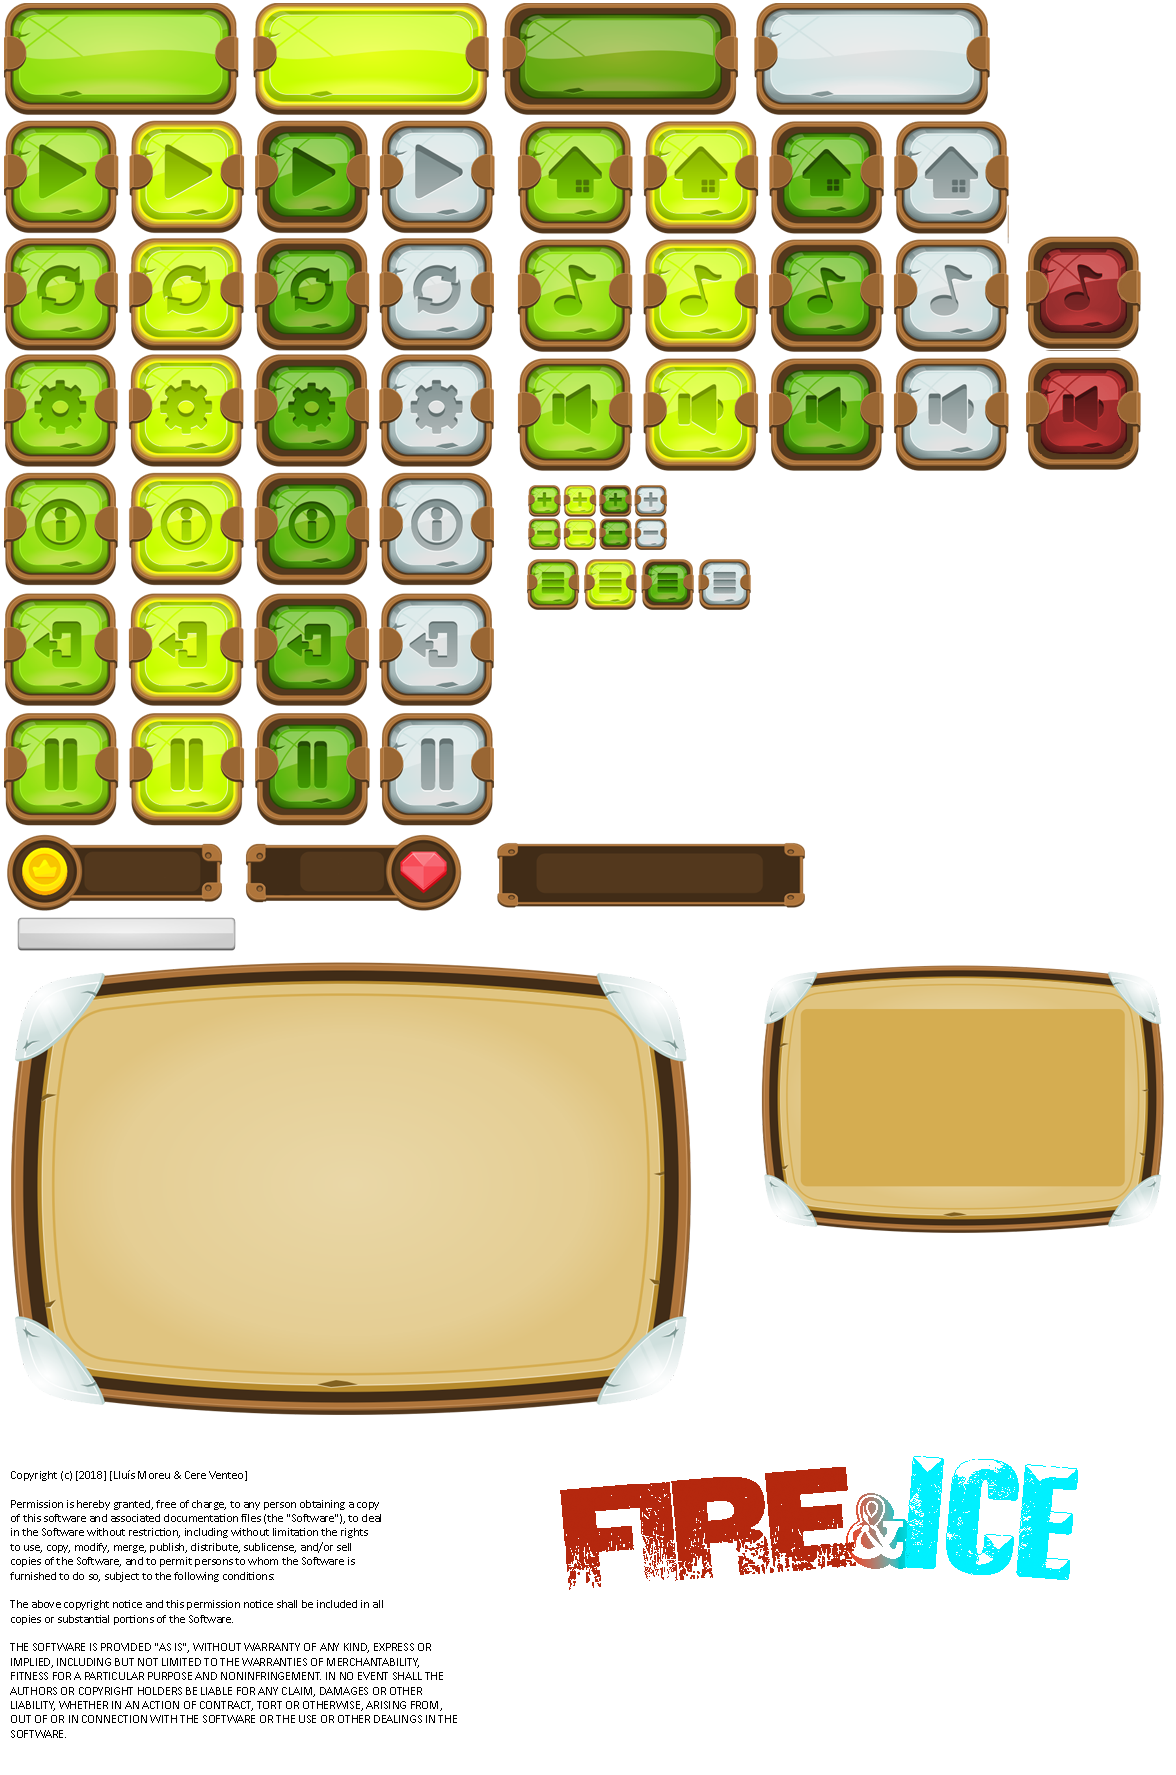 Copyright (c) [2018] [Lluís Moreu & Cere Venteo]
Permission is hereby granted, free of charge, to any person obtaining a copy
of this software and associated documentation files (the "Software"), to deal
in the Software without restriction, including without limitation the rights
to use, copy, modify, merge, publish, distribute, sublicense, and/or sell
copies of the Software, and to permit persons to whom the Software is
furnished to do so, subject to the following conditions:
The above copyright notice and this permission notice shall be included in all
copies or substantial portions of the Software.
THE SOFTWARE IS PROVIDED "AS IS", WITHOUT WARRANTY OF ANY KIND, EXPRESS OR
IMPLIED, INCLUDING BUT NOT LIMITED TO THE WARRANTIES OF MERCHANTABILITY,
FITNESS FOR A PARTICULAR PURPOSE AND NONINFRINGEMENT. IN NO EVENT SHALL THE
AUTHORS OR COPYRIGHT HOLDERS BE LIABLE FOR ANY CLAIM, DAMAGES OR OTHER
LIABILITY, WHETHER IN AN ACTION OF CONTRACT, TORT OR OTHERWISE, ARISING FROM,
OUT OF OR IN CONNECTION WITH THE SOFTWARE OR THE USE OR OTHER DEALINGS IN THE
SOFTWARE.
FIRE&ICE